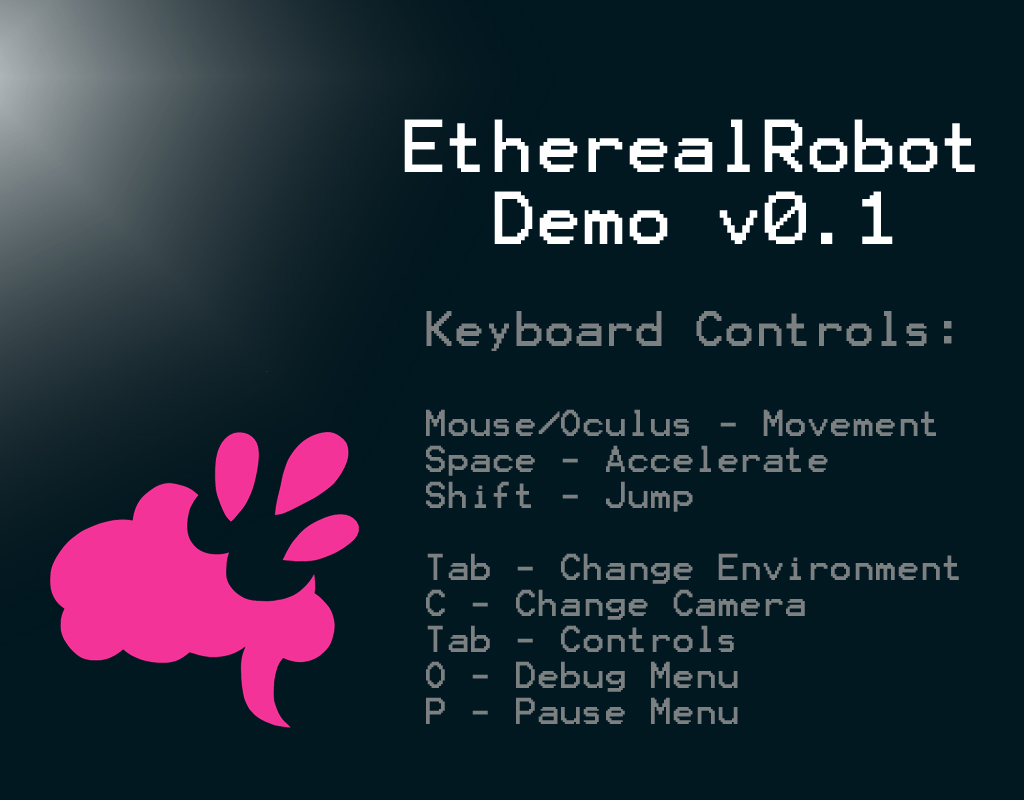 EtherealRobot
Demo v0.1
Keyboard Controls:
Mouse/Oculus - Movement
Space - Accelerate
Shift - Jump
Tab - Change Environment
C - Change Camera
Tab - Controls
O - Debug Menu
P - Pause Menu